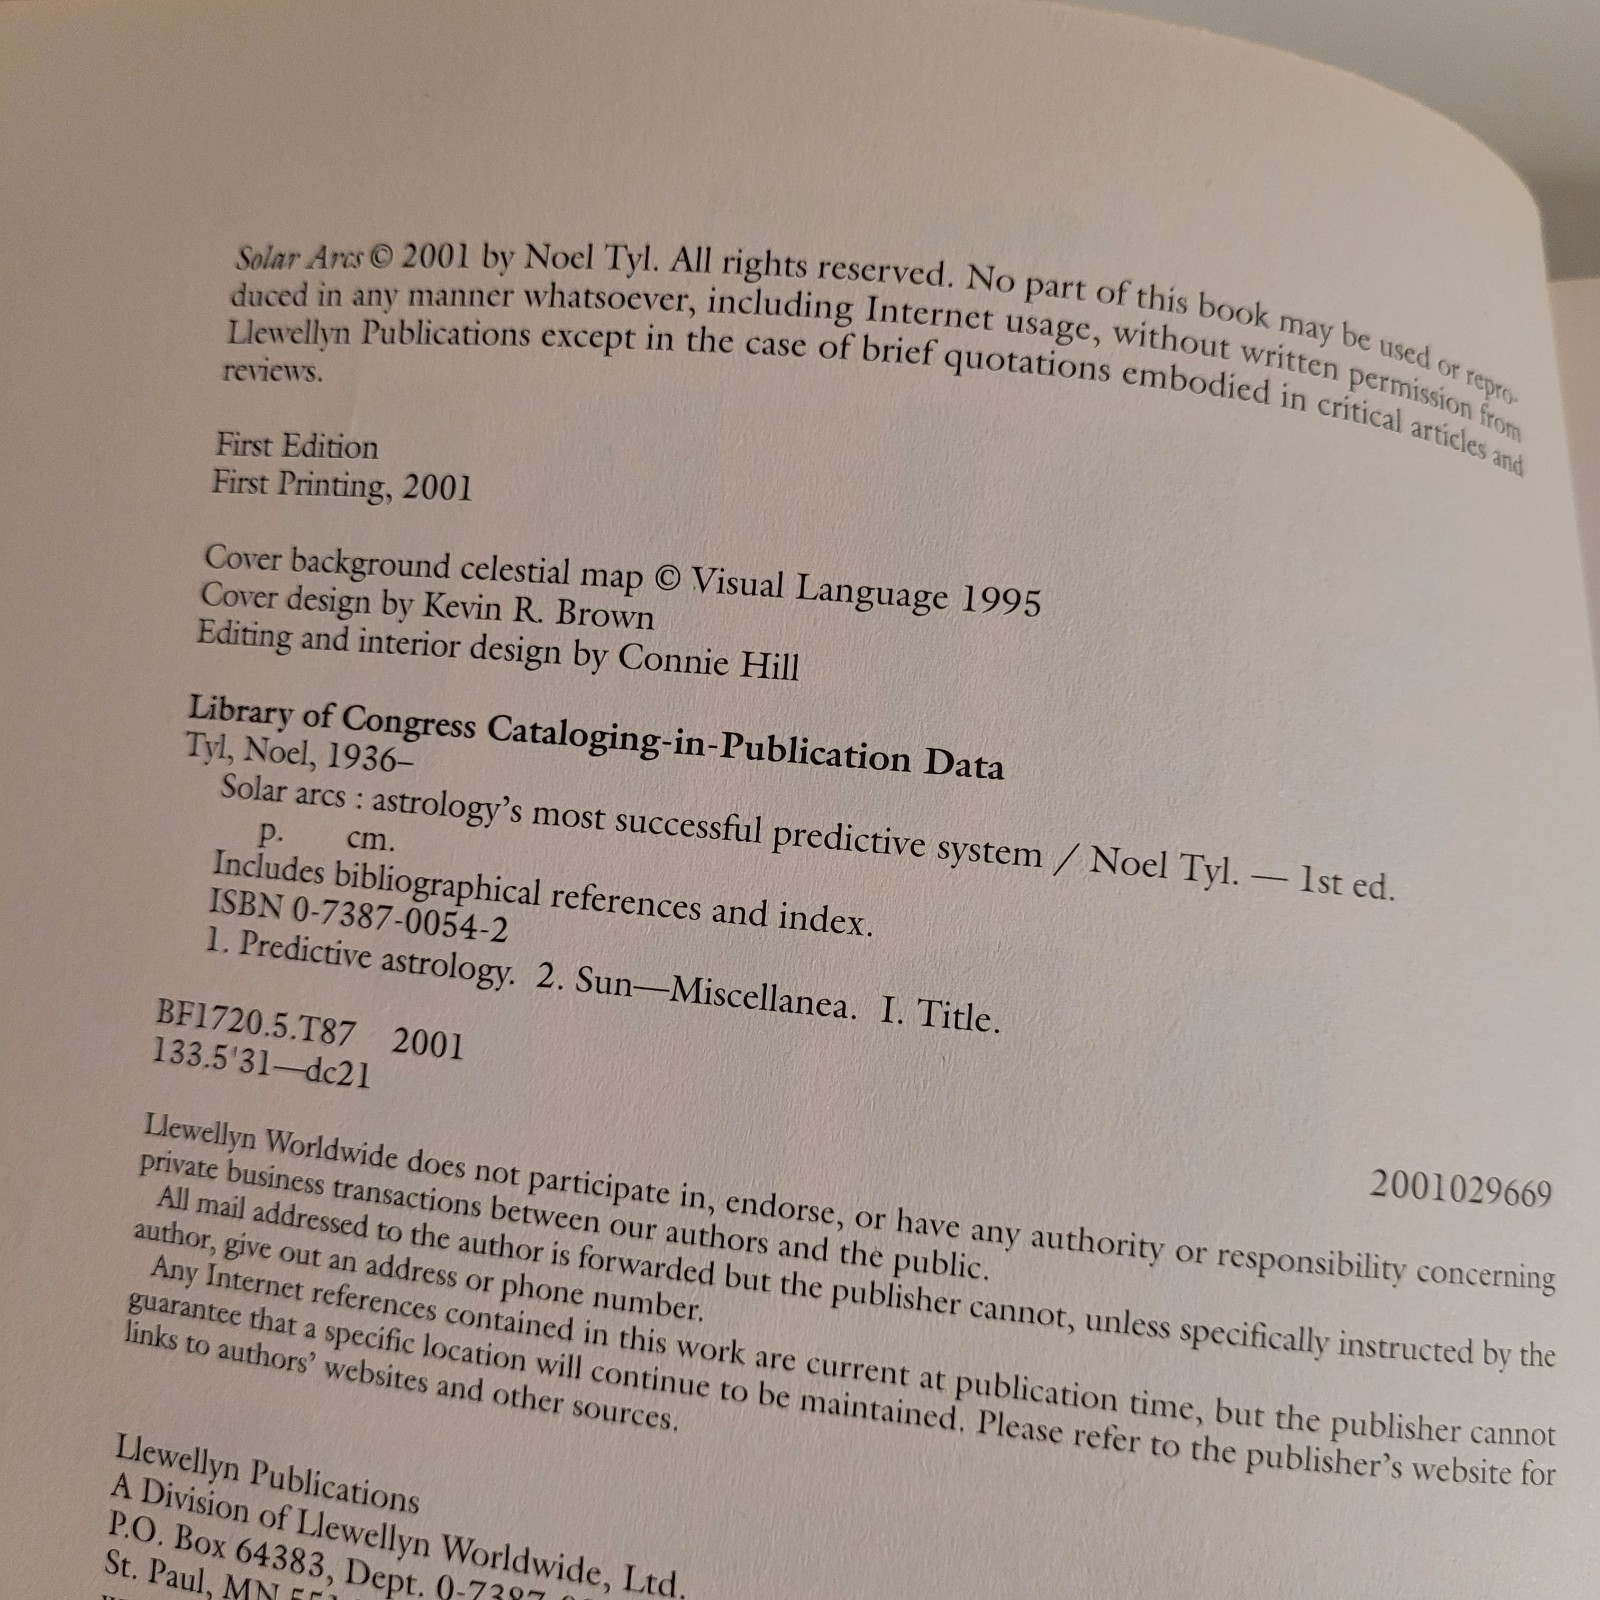 Solar Arcs © 2001 by Noel Tyl. All rights reserved. No part of this book may be used or repro-
duced in any manner whatsoever, including Internet usage, without written permission from
Llewellyn Publications except in the case of brief quotations embodied in critical articles and
reviews.
First Edition
First Printing, 2001
Cover background celestial map © Visual Language 1995
Cover design by Kevin R. Brown
Editing and interior design by Connie Hill
Library of Congress Cataloging-in-Publication Data
Tyl, Noel, 1936–
Solar arcs : astrology's most successful predictive system / Noel Tyl. — 1st ed.
p. cm.
Includes bibliographical references and index.
ISBN 0-7387-0054-2
1. Predictive astrology. 2. Sun—Miscellanea. I. Title.
BF1720.5.T87 2001
133.5'31—dc21
2001029669
Llewellyn Worldwide does not participate in, endorse, or have any authority or responsibility concerning
private business transactions between our authors and the public.
All mail addressed to the author is forwarded but the publisher cannot, unless specifically instructed by the
author, give out an address or phone number.
Any Internet references contained in this work are current at publication time, but the publisher cannot
guarantee that a specific location will continue to be maintained. Please refer to the publisher's website for
links to authors' websites and other sources.
Llewellyn Publications
A Division of Llewellyn Worldwide, Ltd.
P.O. Box 64383, Dept.
St. Paul, MN